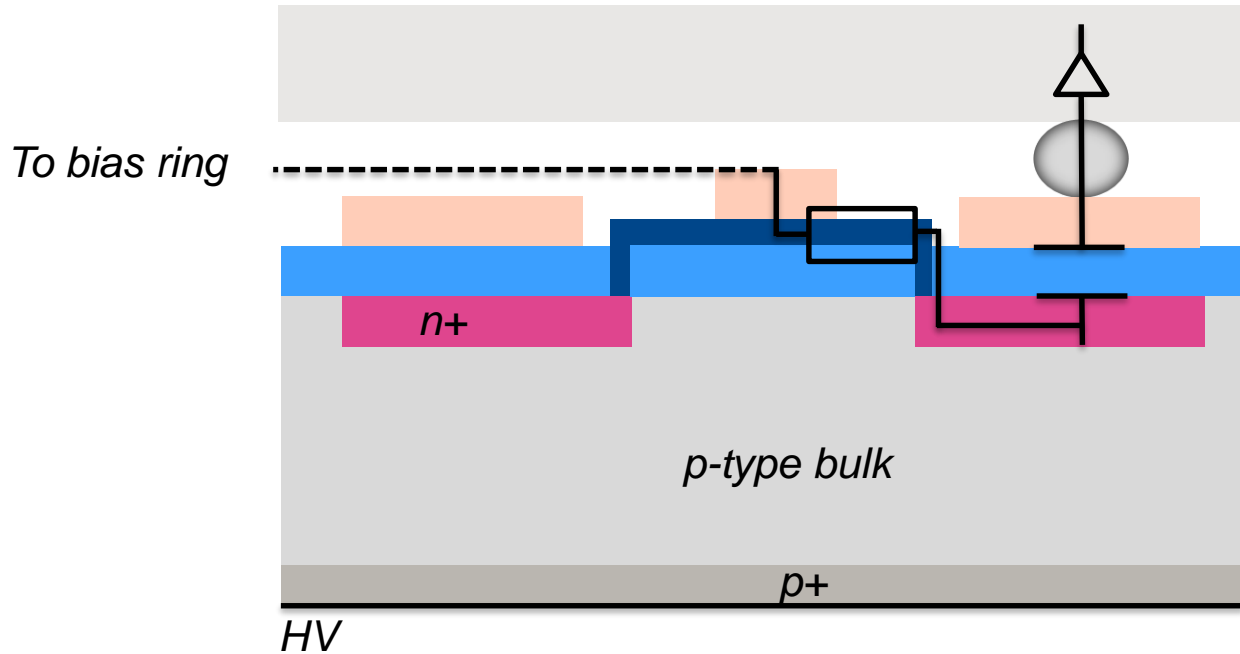 To bias ring
n+
p-type bulk
p+
HV